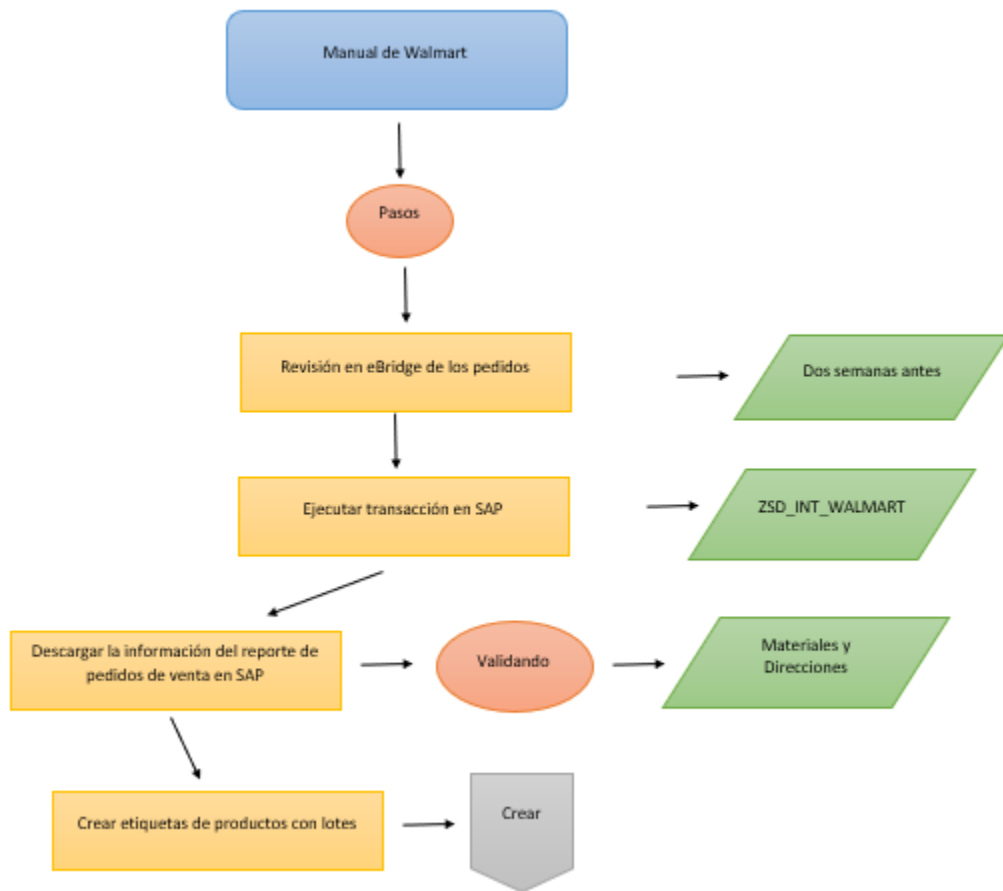 Manual de Walmart
Pasos
Revisión en eBridge de los pedidos
Dos semanas antes
Ejecutar transacción en SAP
ZSD_INT_WALMART
Descargar la información del reporte de
pedidos de venta en SAP
Validando
Materiales y
Direcciones
Crear etiquetas de productos con lotes
Crear